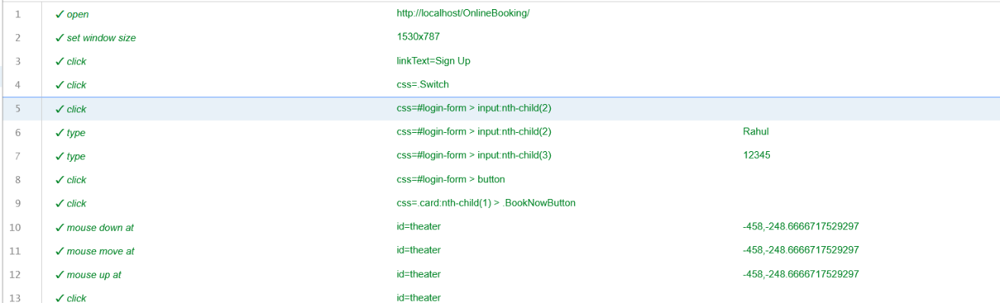 1 ✓ open http://localhost/OnlineBooking/
2 ✓ set window size 1530x787
3 ✓ click linkText=Sign Up
4 ✓ click css=.Switch
5 ✓ click css=#login-form > input:nth-child(2)
6 ✓ type css=#login-form > input:nth-child(2) Rahul
7 ✓ type css=#login-form > input:nth-child(3) 12345
8 ✓ click css=#login-form > button
9 ✓ click css=.card:nth-child(1) > .BookNowButton
10 ✓ mouse down at id=theater -458,-248.6666717529297
11 ✓ mouse move at id=theater -458,-248.6666717529297
12 ✓ mouse up at id=theater -458,-248.6666717529297
13 ✓ click id=theater